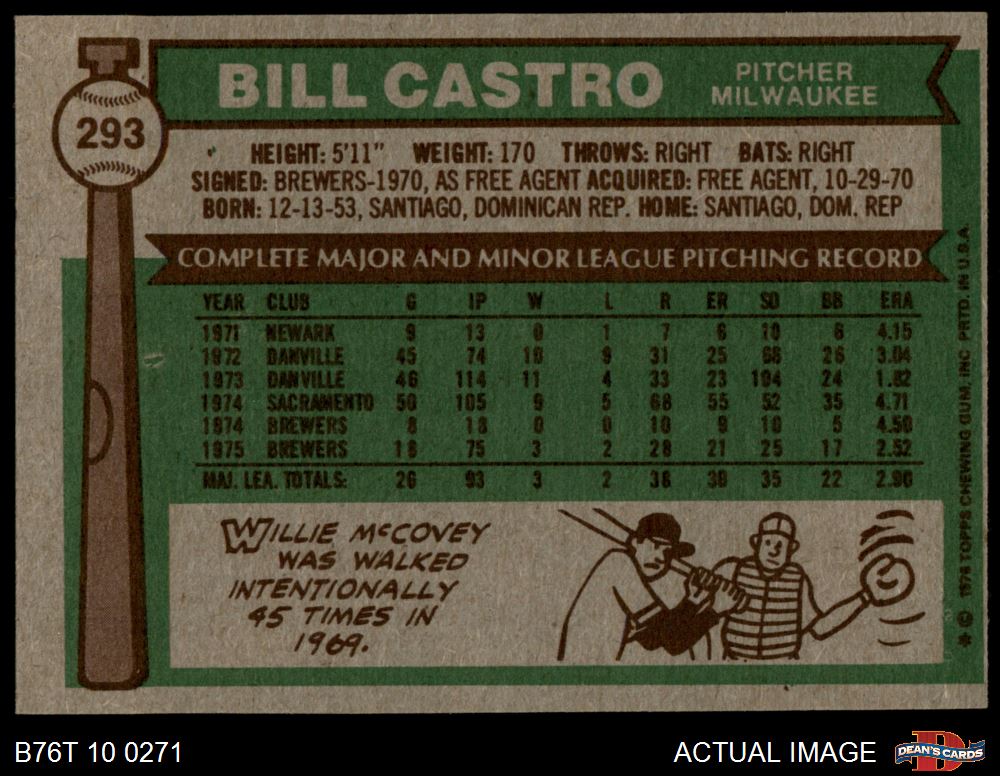 293
BILL CASTRO
PITCHER
MILWAUKEE
HEIGHT: 5'11" WEIGHT: 170 THROWS: RIGHT BATS: RIGHT
SIGNED: BREWERS-1970, AS FREE AGENT ACQUIRED: FREE AGENT, 10-29-70
BORN: 12-13-53, SANTIAGO, DOMINICAN REP. HOME: SANTIAGO, DOM. REP
COMPLETE MAJOR AND MINOR LEAGUE PITCHING RECORD
YEAR CLUB G IP W L R ER SO BB ERA
1971 NEWARK 9 13 0 1 7 6 10 6 4.15
1972 DANVILLE 45 74 10 9 31 25 68 26 3.04
1973 DANVILLE 46 114 11 4 33 23 104 24 1.82
1974 SACRAMENTO 50 105 9 5 68 55 52 35 4.71
1974 BREWERS 8 18 0 0 10 9 10 5 4.50
1975 BREWERS 18 75 3 2 28 21 25 17 2.52
MAJ. LEA. TOTALS: 26 93 3 2 38 30 35 22 2.90
WILLIE McCOVEY
WAS WALKED
INTENTIONALLY
45 TIMES IN
1969.
* © 1976 TOPPS CHEWING GUM, INC PRTD. IN U.S.A.
B76T 10 0271
ACTUAL IMAGE
DEAN'S CARDS